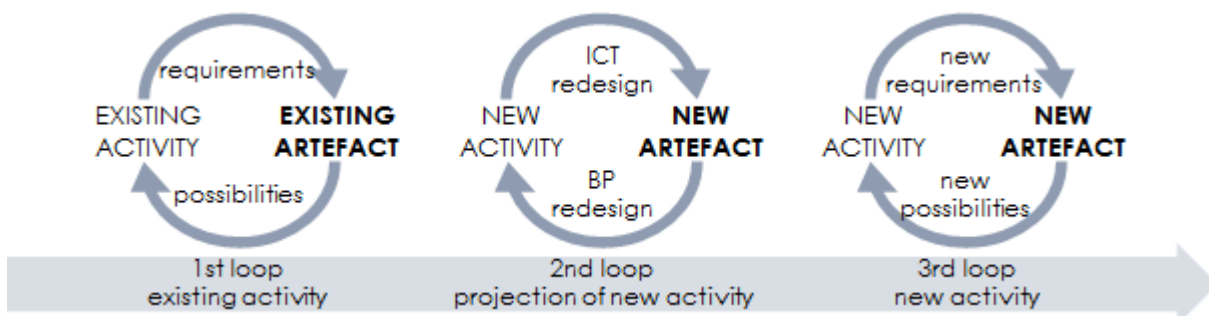 requirements
EXISTING
ACTIVITY
EXISTING
ARTEFACT
possibilities
1st loop
existing activity
ICT
redesign
NEW
ACTIVITY
NEW
ARTEFACT
BP
redesign
2nd loop
projection of new activity
new
requirements
NEW
ACTIVITY
NEW
ARTEFACT
new
possibilities
3rd loop
new activity